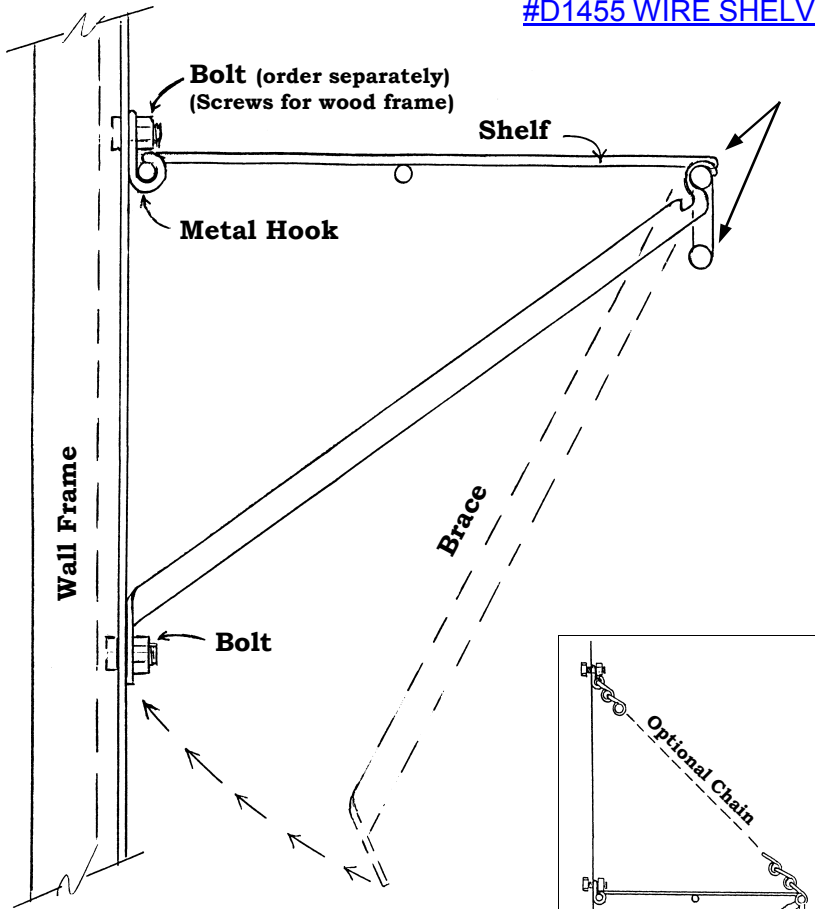 #D1455 WIRE SHELV
Bolt (order separately)
(Screws for wood frame)
Shelf
Metal Hook
Wall Frame
Brace
Bolt
Optional Chain